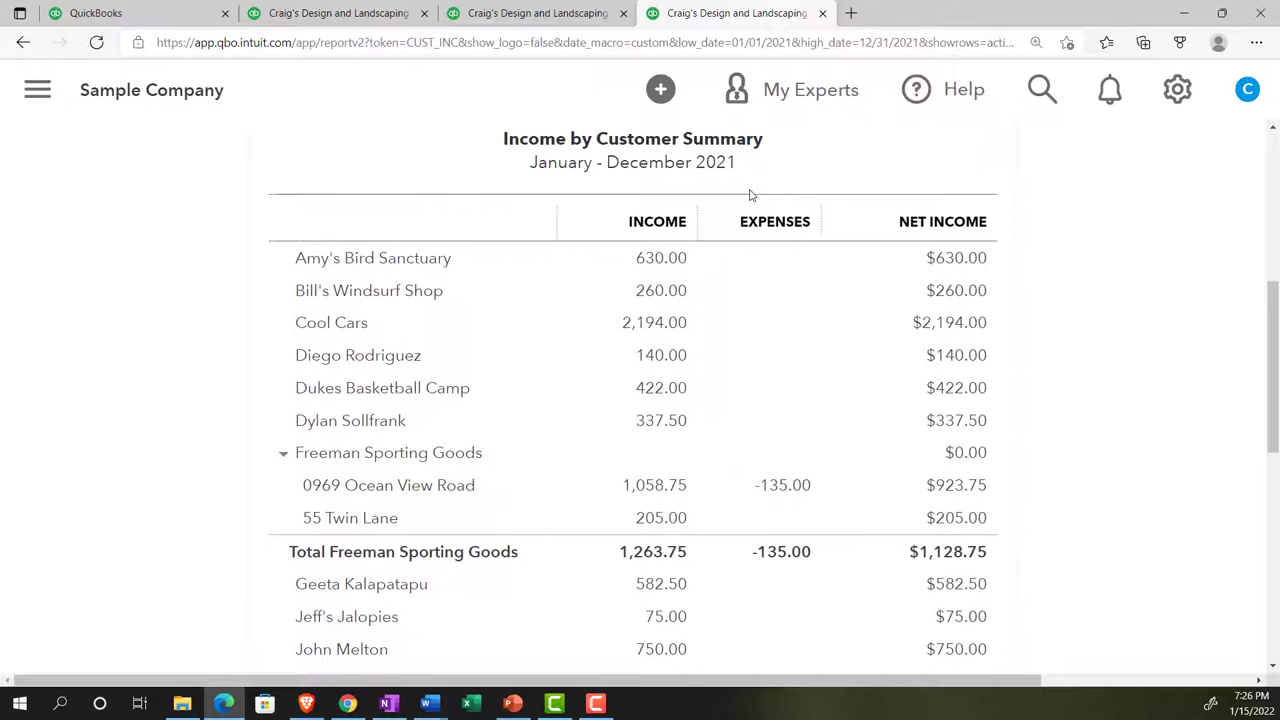 QuickBooks
Craig's Design and Landscaping
Craig's Design and Landscaping
Craig's Design and Landscaping
https://app.qbo.intuit.com/app/reportv2?token=CUST_INC&show_logo=false&date_macro=custom&low_date=01/01/2021&high_date=12/31/2021&showrows=acti...
Sample Company
My Experts
Help
C
Income by Customer Summary
January - December 2021
INCOME EXPENSES NET INCOME
Amy's Bird Sanctuary 630.00 $630.00
Bill's Windsurf Shop 260.00 $260.00
Cool Cars 2,194.00 $2,194.00
Diego Rodriguez 140.00 $140.00
Dukes Basketball Camp 422.00 $422.00
Dylan Sollfrank 337.50 $337.50
Freeman Sporting Goods $0.00
0969 Ocean View Road 1,058.75 -135.00 $923.75
55 Twin Lane 205.00 $205.00
Total Freeman Sporting Goods 1,263.75 -135.00 $1,128.75
Geeta Kalapatapu 582.50 $582.50
Jeff's Jalopies 75.00 $75.00
John Melton 750.00 $750.00
7:26 PM
1/15/2022